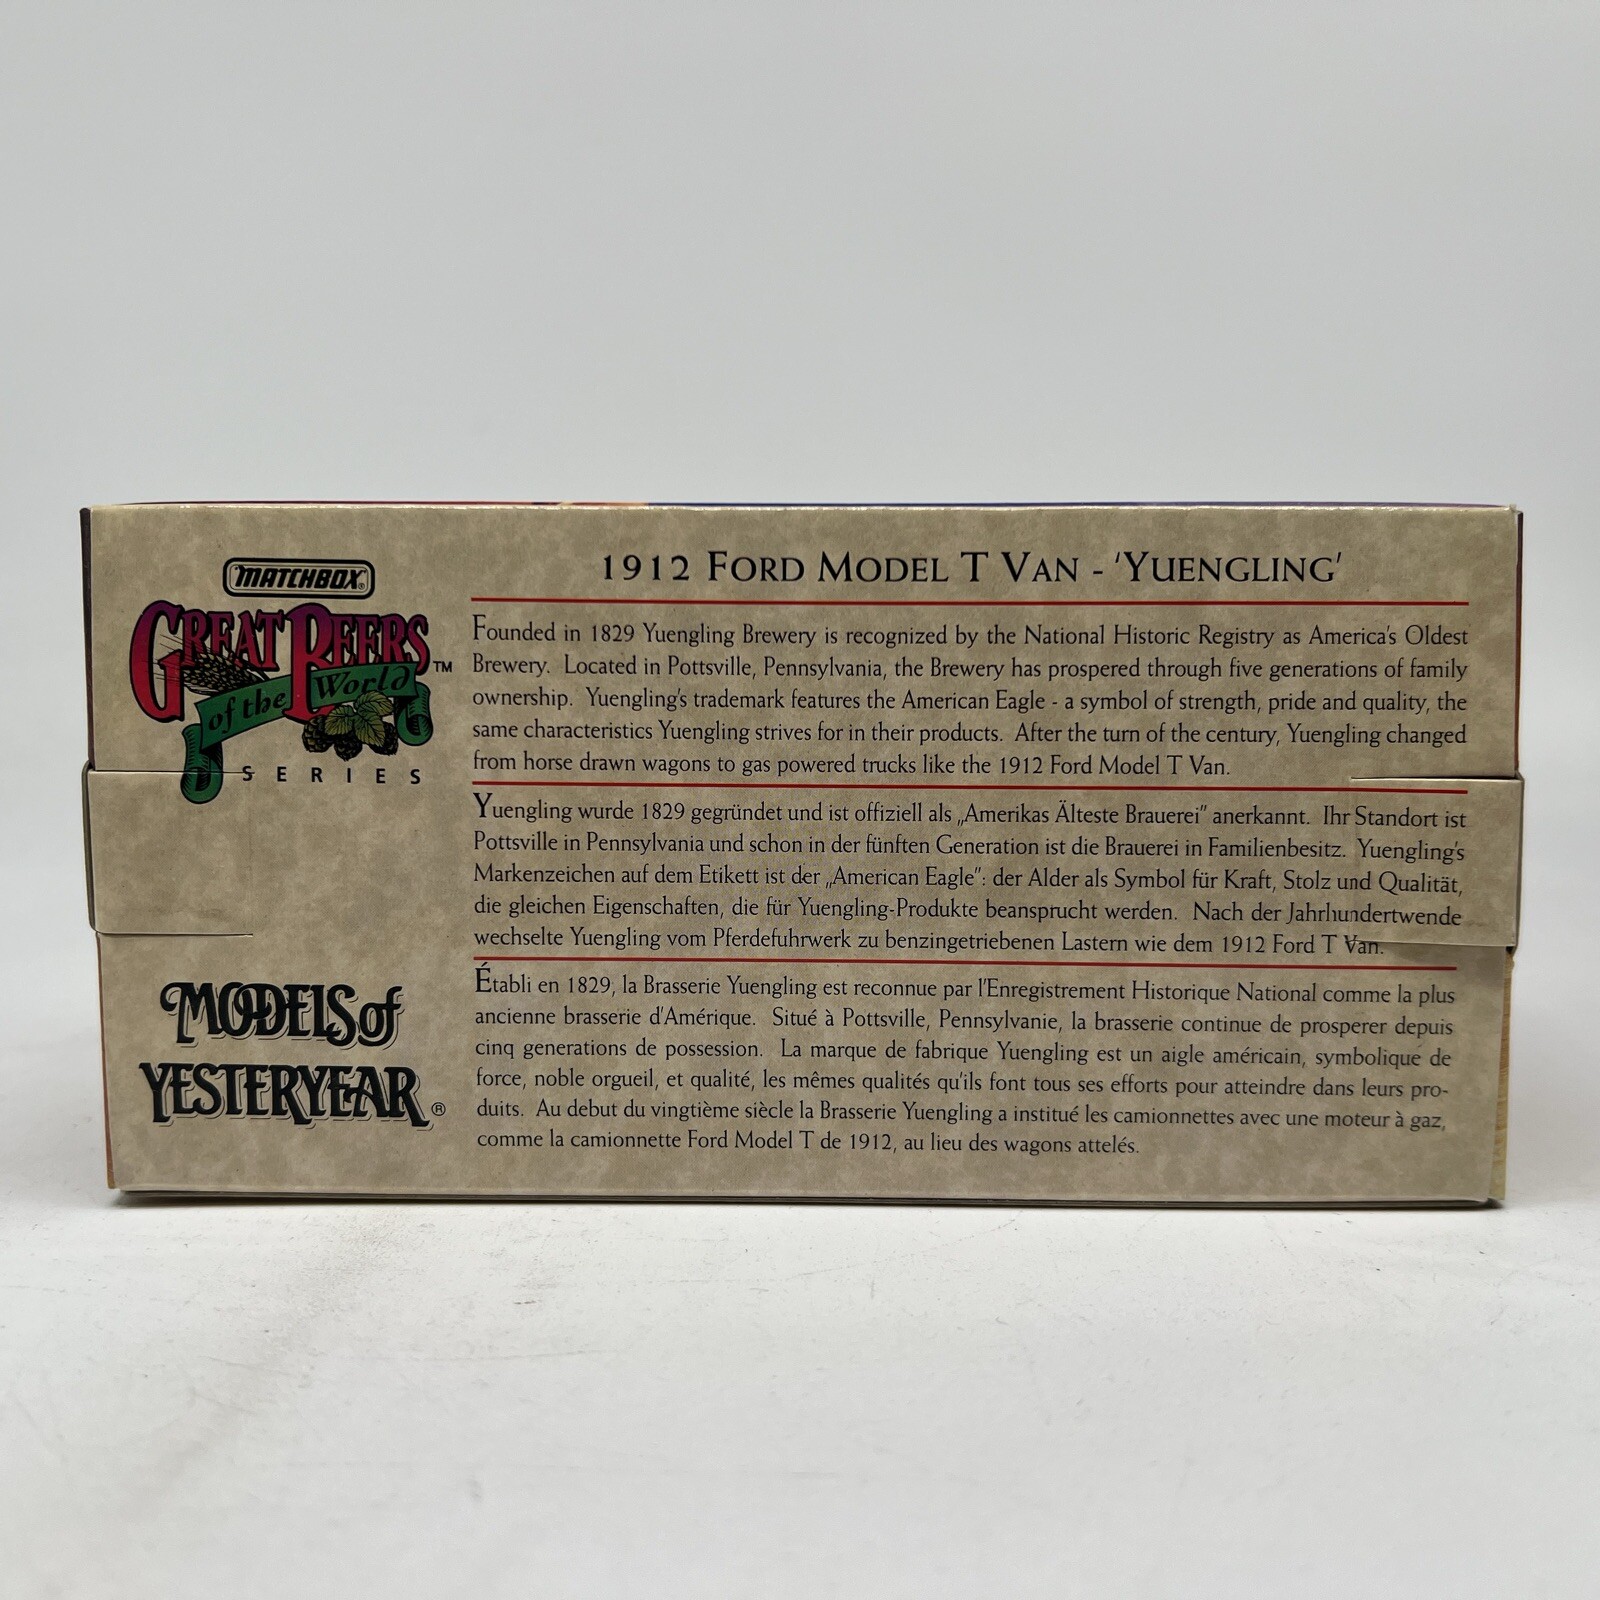 MATCHBOX®
GREAT BEERS™
of the World
SERIES
MODELS of
YESTERYEAR®
1912 FORD MODEL T VAN - 'YUENGLING'
Founded in 1829 Yuengling Brewery is recognized by the National Historic Registry as America's Oldest
Brewery. Located in Pottsville, Pennsylvania, the Brewery has prospered through five generations of family
ownership. Yuengling's trademark features the American Eagle - a symbol of strength, pride and quality, the
same characteristics Yuengling strives for in their products. After the turn of the century, Yuengling changed
from horse drawn wagons to gas powered trucks like the 1912 Ford Model T Van.
Yuengling wurde 1829 gegründet und ist offiziell als „Amerikas Älteste Brauerei” anerkannt. Ihr Standort ist
Pottsville in Pennsylvania und schon in der fünften Generation ist die Brauerei in Familienbesitz. Yuengling's
Markenzeichen auf dem Etikett ist der „American Eagle”: der Alder als Symbol für Kraft, Stolz und Qualität,
die gleichen Eigenschaften, die für Yuengling-Produkte beansprucht werden. Nach der Jahrhundertwende
wechselte Yuengling vom Pferdefuhrwerk zu benzingetriebenen Lastern wie dem 1912 Ford T Van.
Établi en 1829, la Brasserie Yuengling est reconnue par l'Enregistrement Historique National comme la plus
ancienne brasserie d'Amérique. Situé à Pottsville, Pennsylvanie, la brasserie continue de prosperer depuis
cinq generations de possession. La marque de fabrique Yuengling est un aigle américain, symbolique de
force, noble orgueil, et qualité, les mêmes qualités qu'ils font tous ses efforts pour atteindre dans leurs pro-
duits. Au debut du vingtième siècle la Brasserie Yuengling a institué les camionnettes avec une moteur à gaz,
comme la camionnette Ford Model T de 1912, au lieu des wagons attelés.